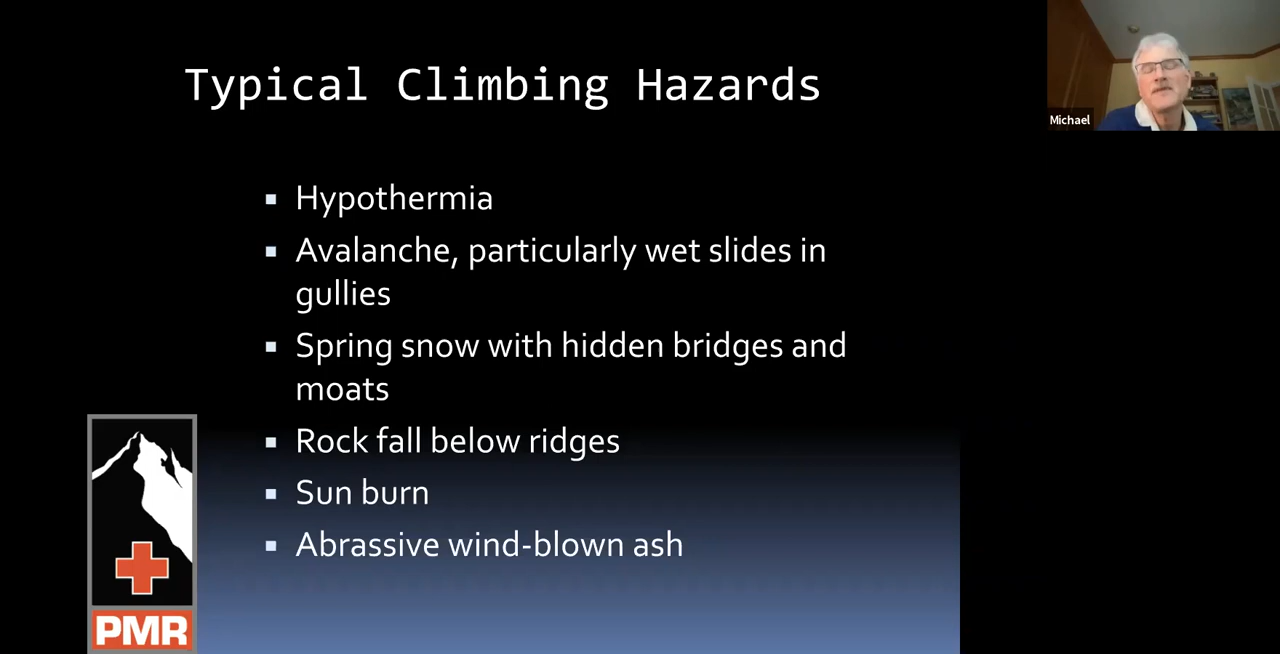 Typical Climbing Hazards
Michael
Hypothermia
Avalanche, particularly wet slides in
gullies
Spring snow with hidden bridges and
moats
Rock fall below ridges
Sun burn
Abrassive wind-blown ash
PMR